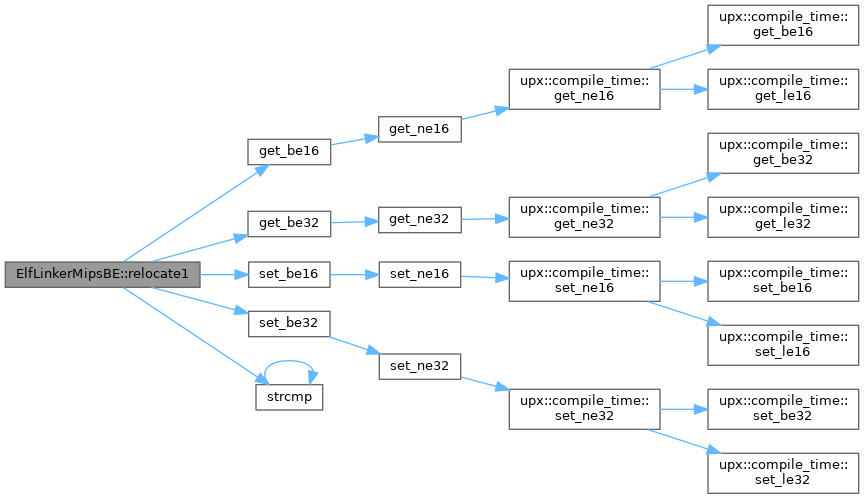 upx::compile_time::
get_be16
upx::compile_time::
get_ne16
upx::compile_time::
get_le16
get_ne16
get_be16
upx::compile_time::
get_be32
get_be32
get_ne32
upx::compile_time::
get_ne32
upx::compile_time::
get_le32
ElfLinkerMipsBE::relocate1
set_be16
set_ne16
upx::compile_time::
set_ne16
upx::compile_time::
set_be16
set_be32
upx::compile_time::
set_le16
set_ne32
strcmp
upx::compile_time::
set_ne32
upx::compile_time::
set_be32
upx::compile_time::
set_le32